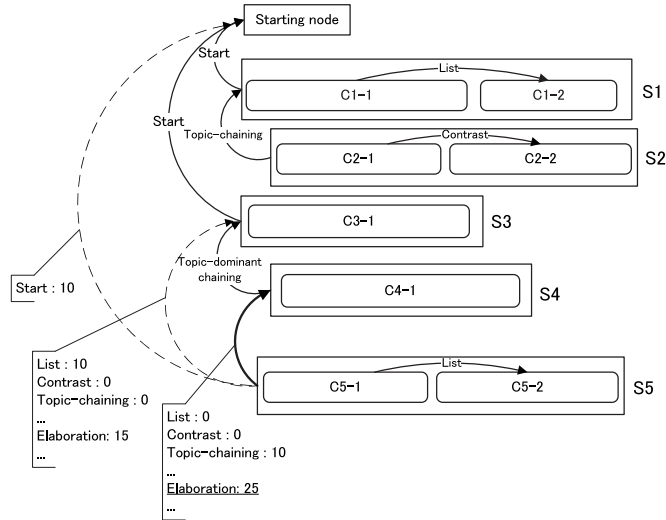 Starting node
Start
List
C1-1
C1-2
S1
Start
Topic-chaining
Contrast
C2-1
C2-2
S2
C3-1
S3
Topic-dominant
chaining
Start : 10
C4-1
S4
List : 10
Contrast : 0
Topic-chaining : 0
...
Elaboration: 15
...
List
C5-1
C5-2
S5
List : 0
Contrast : 0
Topic-chaining : 10
...
Elaboration: 25
...